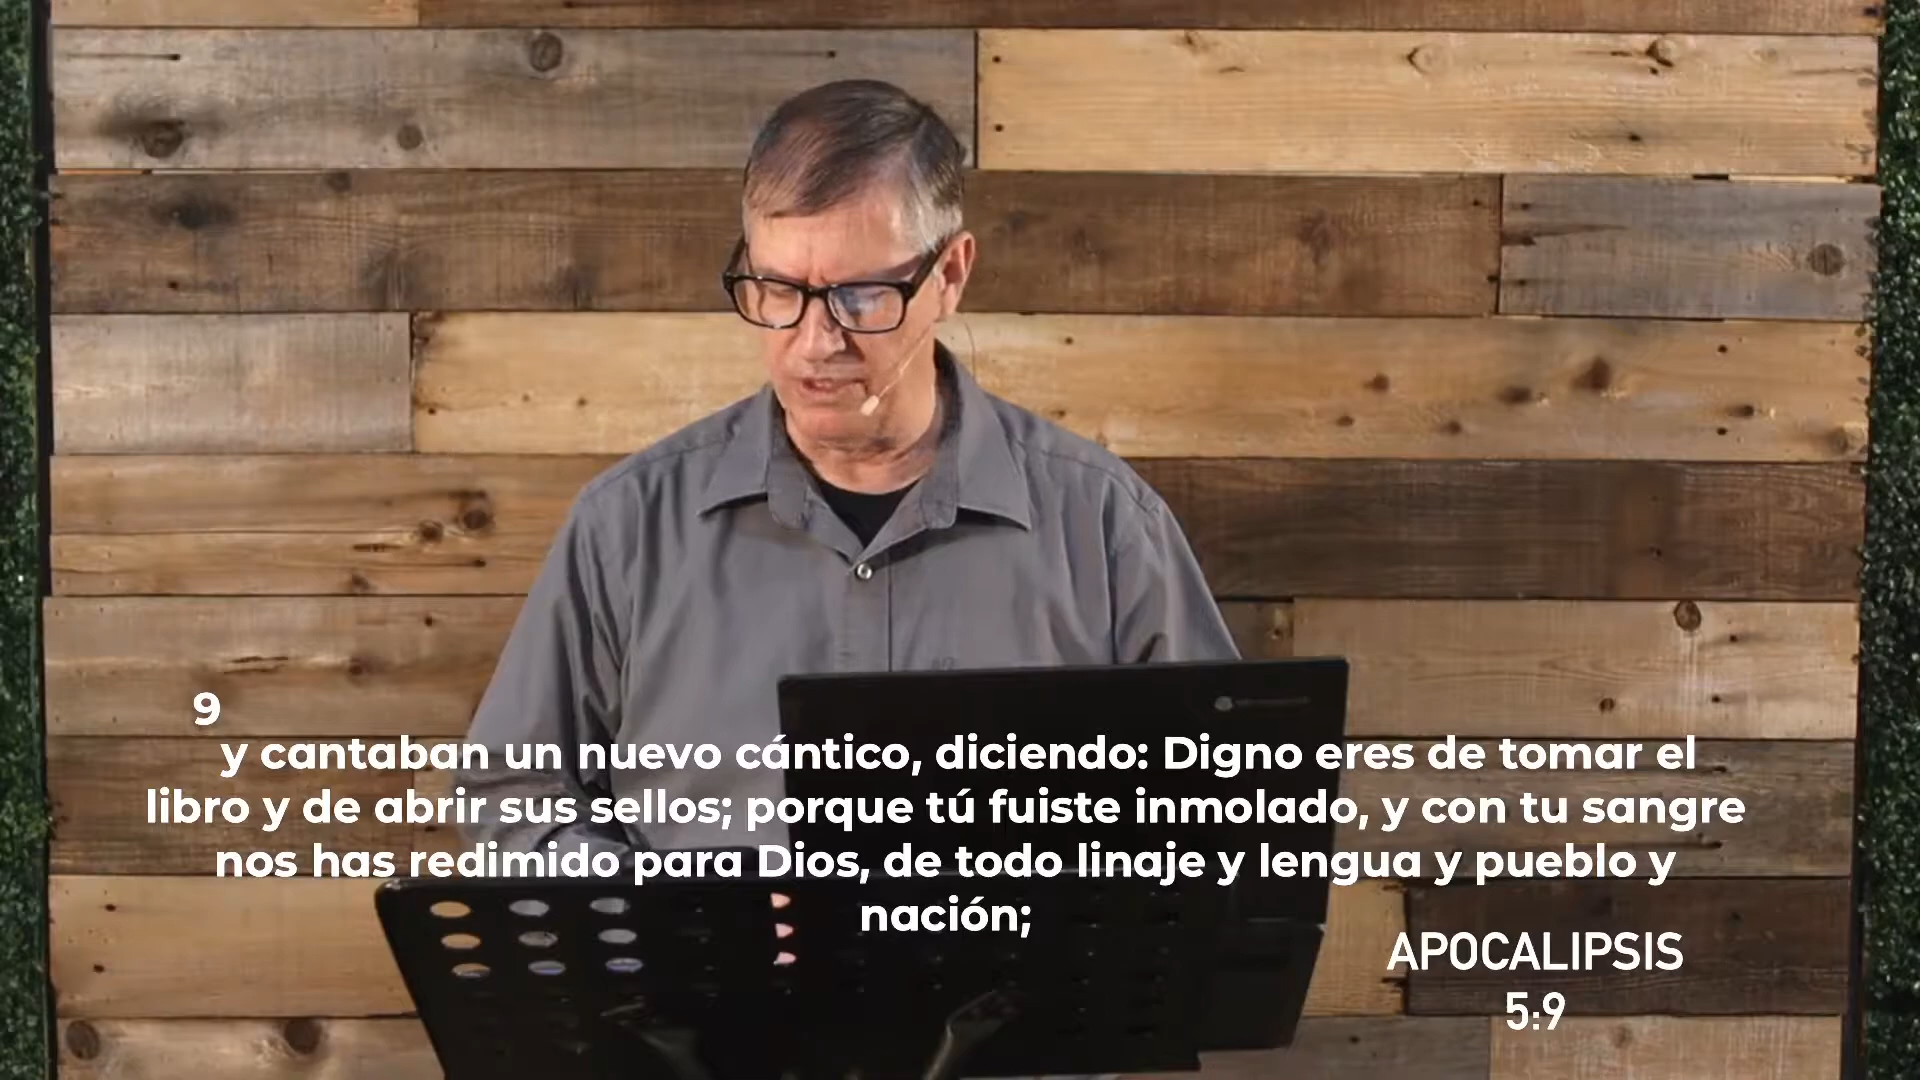 9
y cantaban un nuevo cántico, diciendo: Digno eres de tomar el
libro y de abrir sus sellos; porque tú fuiste inmolado, y con tu sangre
nos has redimido para Dios, de todo linaje y lengua y pueblo y
nación;
APOCALIPSIS
5:9